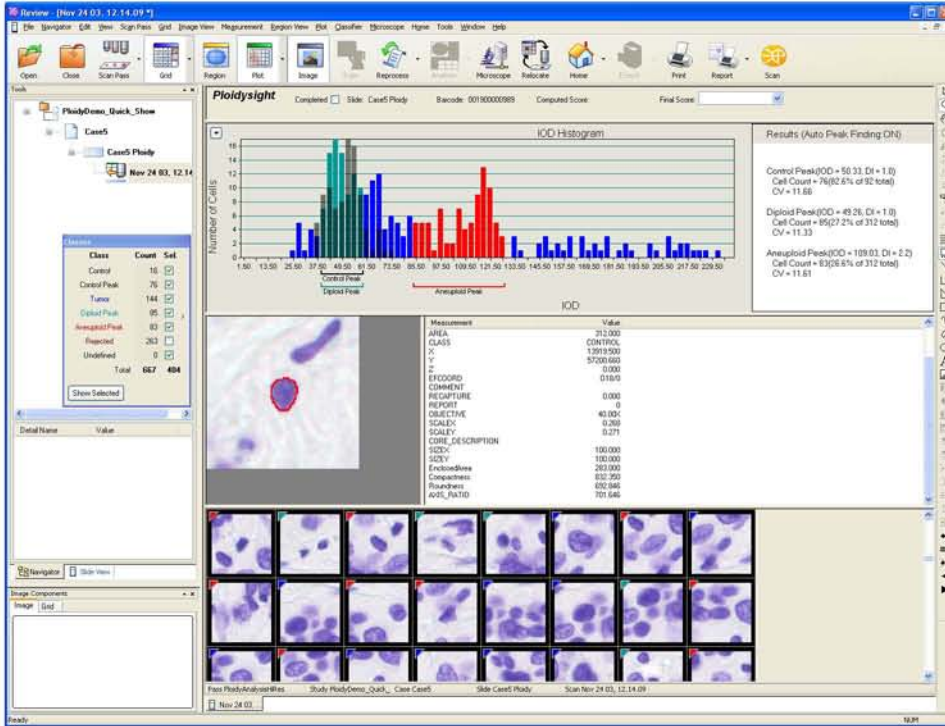 Review - [Nov 24 03, 12.14.09 *]
File Navigator Edit View Scan Pass Grid Image View Measurement Region View Plot Classifier Microscope Home Tools Window Help
Open Close Scan Pass Grid Region Plot Image Reprocess Microscope Relocate Home Print Report Scan
Tools
PloidyDemo_Quick_Show
Case5
Case5 Ploidy
Nov 24 03, 12.14
Ploidysight Completed Slide: Case5 Ploidy Barcode: 001900000989 Computed Score: Final Score:
IOD Histogram
Number of Cells
16
14
12
10
8
6
4
2
0
1.50 13.50 25.50 37.50 49.50 61.50 73.50 85.50 97.50 109.50 121.50 133.50 145.50 157.50 169.50 181.50 193.50 205.50 217.50 229.50
Control Peak
Diploid Peak Aneuploid Peak
IOD
Results (Auto Peak Finding:ON)
Control Peak(IOD = 50.33, DI = 1.0)
Cell Count = 76(82.6% of 92 total)
CV = 11.66
Diploid Peak(IOD = 49.26, DI = 1.0)
Cell Count = 85(27.2% of 312 total)
CV = 11.33
Aneuploid Peak(IOD = 109.03, DI = 2.2)
Cell Count = 83(26.6% of 312 total)
CV = 11.61
Classes
Class Count Sel.
Control 16
Control Peak 76
Tumor 144
Diploid Peak 85
Aneuploid Peak 83
Rejected 263
Undefined 0
Total 667 404
Show Selected
Detail Name Value
Measurement Value
AREA 312.000
CLASS CONTROL
X 13919.500
Y 57200.660
Z 0.000
EFCOORD D18/0
COMMENT
RECAPTURE 0.000
REPORT 0
OBJECTIVE 40.00X
SCALEX 0.268
SCALEY 0.271
CORE_DESCRIPTION
SIZEX 100.000
SIZEY 100.000
EnclosedArea 283.000
Compactness 832.350
Roundness 692.846
AXIS_RATIO 701.646
Navigator Slide View
Image Components
Image Grid
Pass PloidyAnalysisHiRes Study PloidyDemo_Quick_ Case Case5 Slide Case5 Ploidy Scan Nov 24 03, 12.14.09
Nov 24 03
Ready NUM